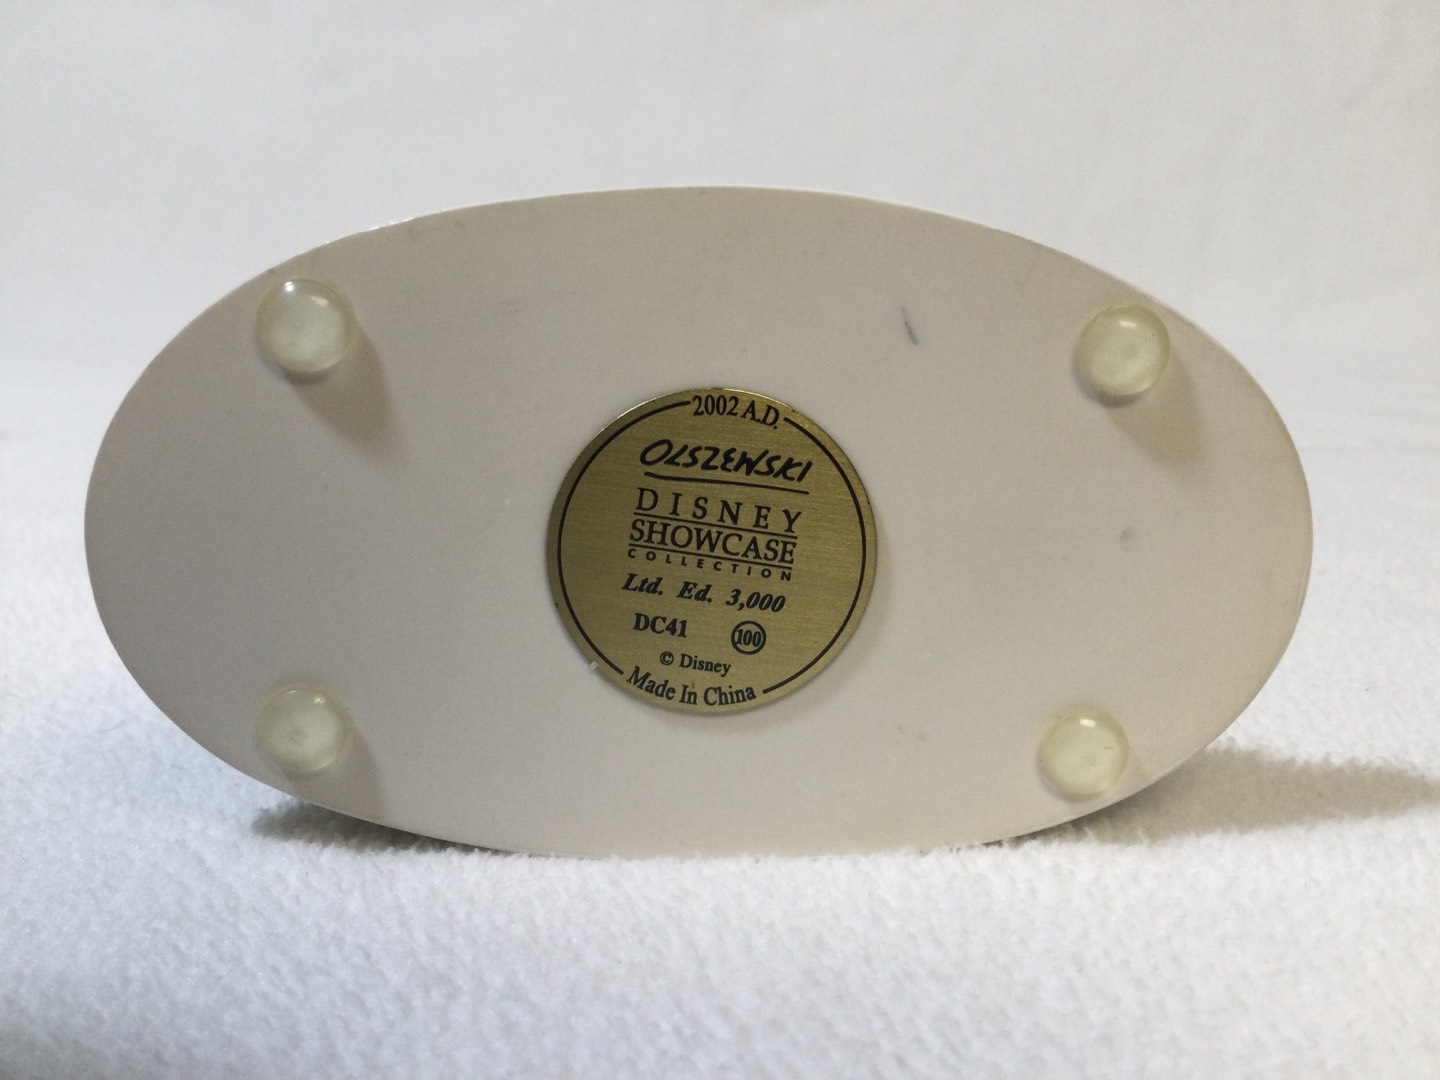 2002 A.D.
OLSZEWSKI
DISNEY
SHOWCASE
COLLECTION
Ltd. Ed. 3,000
DC41 100
© Disney
Made In China